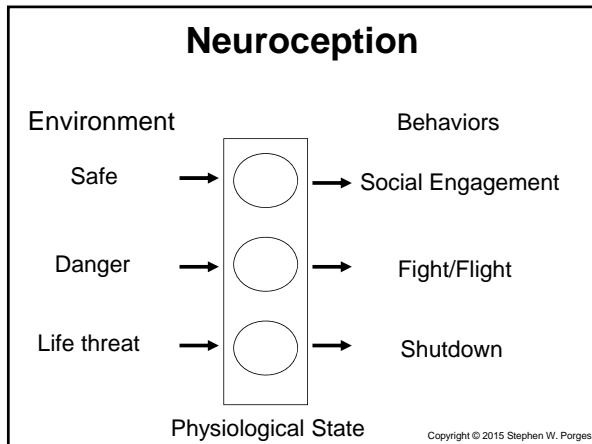 Neuroception
Environment
Behaviors
Safe
Social Engagement
Danger
Fight/Flight
Life threat
Shutdown
Physiological State
Copyright © 2015 Stephen W. Porges